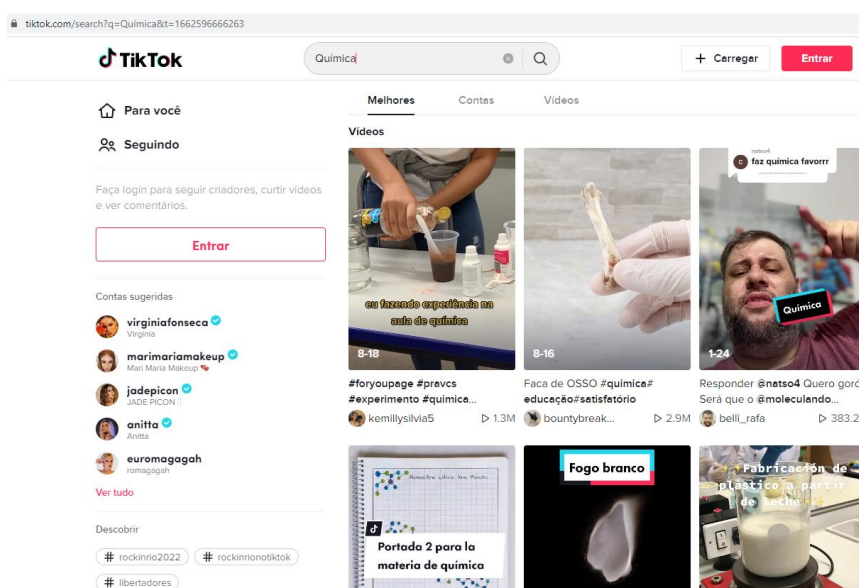 tiktok.com/search?q=Química&t=1662596666263
TikTok
Química
+ Carregar
Entrar
Para você
Seguindo
Faça login para seguir criadores, curtir vídeos
e ver comentários.
Entrar
Contas sugeridas
virginiafonseca
Virginia
marimariamakeup
Mari Maria Makeup
jadepicon
JADE PICON
anitta
Anitta
euromagagah
romagagah
Ver tudo
Descobrir
# rockinrio2022
# rockinrionotiktok
# libertadores
Melhores
Contas
Vídeos
Vídeos
eu fazendo experiência na
aula de química
8-18
#foryoupage #pravcs
#experimento #química...
kemillysilvia5
1.3M
8-16
Faca de OSSO #química#
educação#satisfatório
bountybreak...
2.9M
natso4
faz química favorrr
Química
1-24
Responder @natso4 Quero goró
Será que o @moleculando...
belli_rafa
383.2
Portada 2 para la
materia de química
Fogo branco
Fabricación de
plástico a partir
de leche